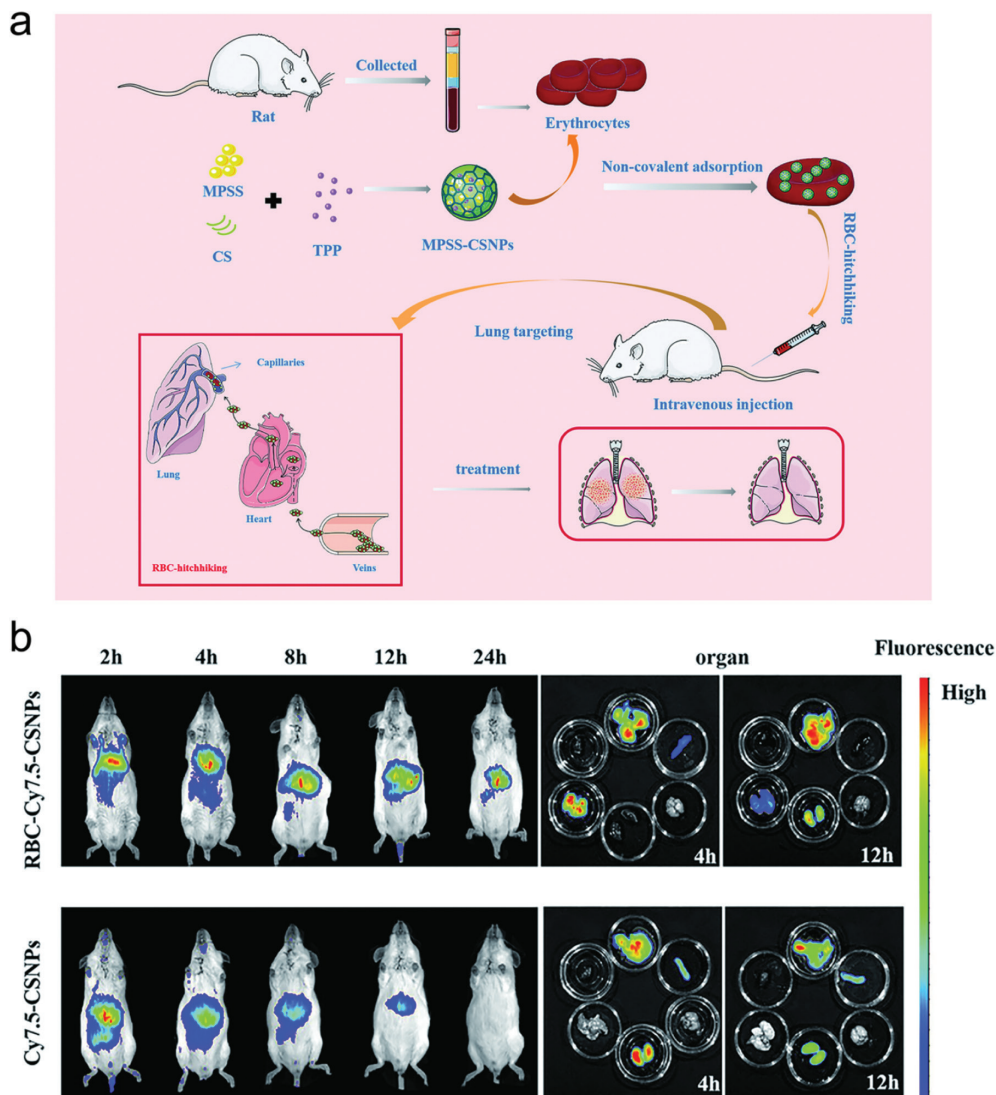 a
Collected
Rat
Erythrocytes
MPSS
CS
TPP
MPSS-CSNPs
Non-covalent adsorption
RBC-hitchhiking
Lung targeting
Intravenous injection
Capillaries
Lung
Heart
Veins
RBC-hitchhiking
treatment
b
2h 4h 8h 12h 24h organ Fluorescence
High
RBC-Cy7.5-CSNPs
4h
12h
Cy7.5-CSNPs
4h
12h